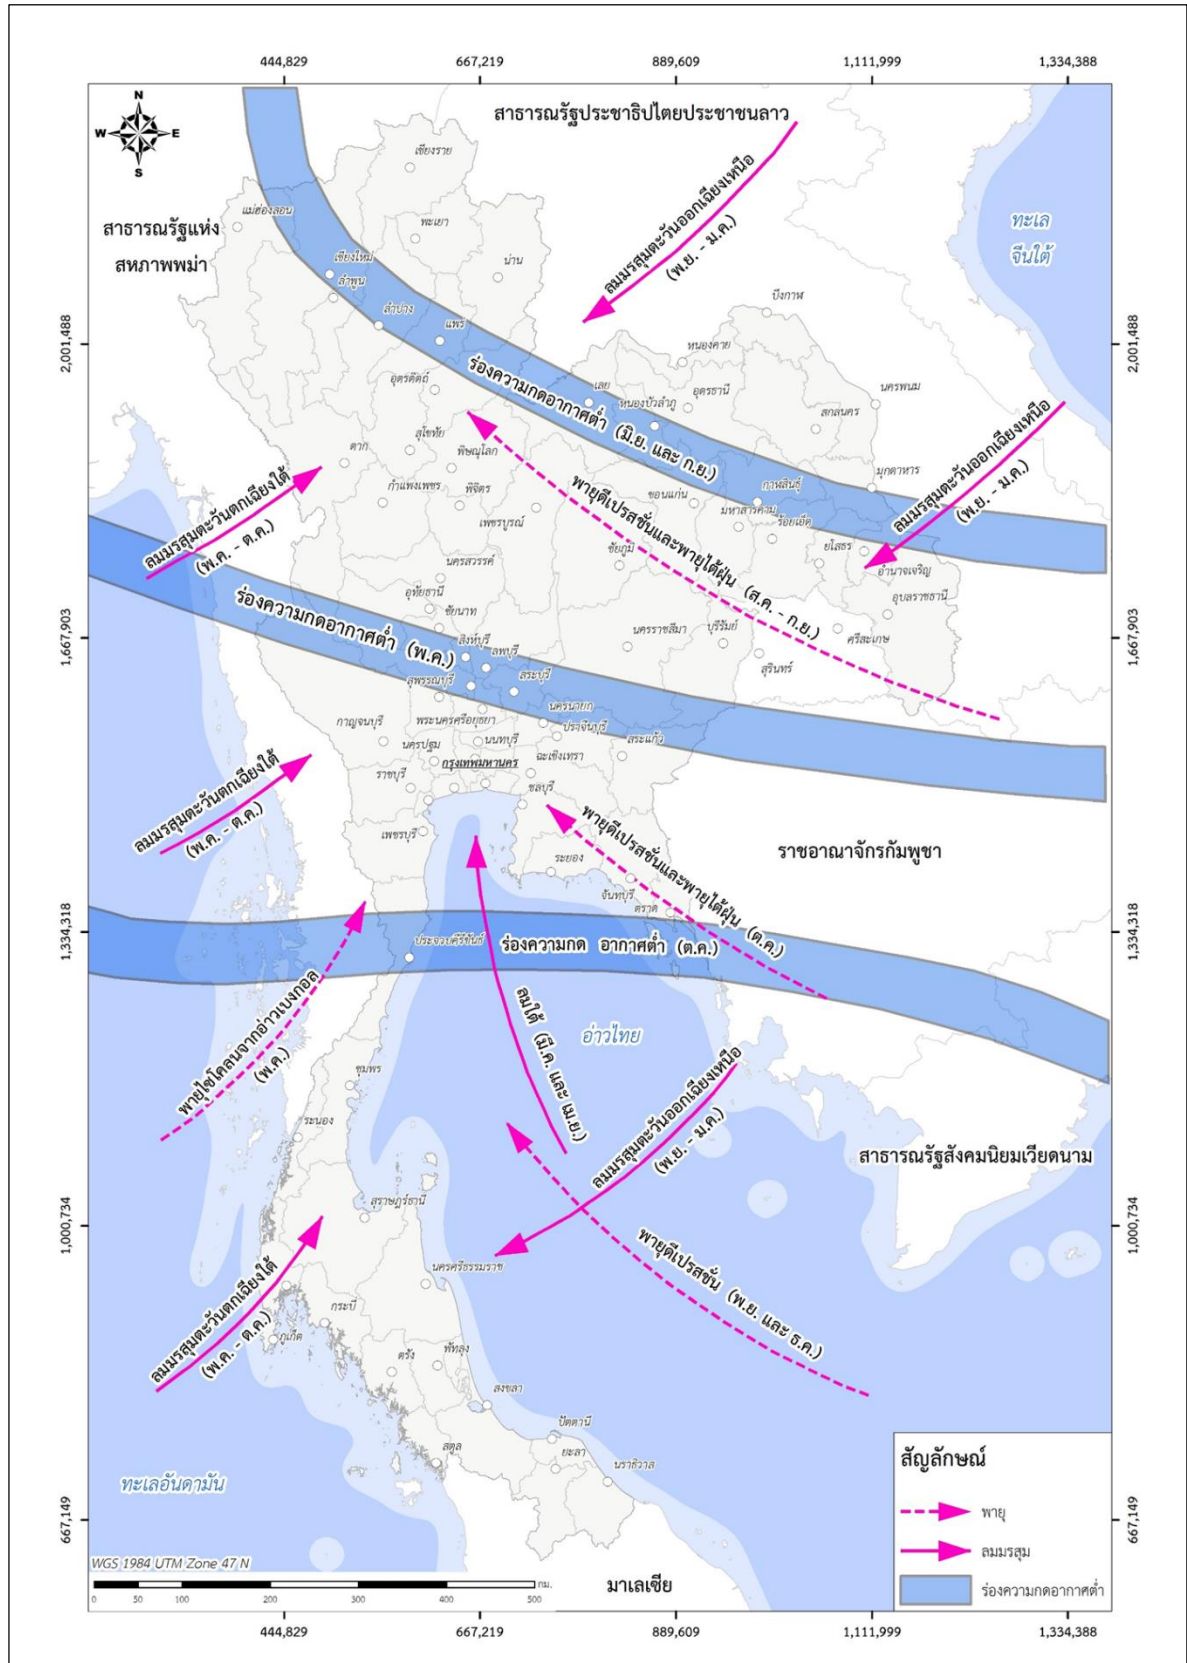 444,829
667,219
889,609
1,111,999
1,334,388
N
W
E
S
สาธารณรัฐประชาธิปไตยประชาชนลาว
เชียงราย
ลมมรสุมตะวันออกเฉียงเหนือ
(พ.ย. - ม.ค.)
แม่ฮ่องลอน
พะเยา
สาธารณรัฐแห่ง
สหภาพพม่า
ทะเล
จีนใต้
เชียงใหม่
น่าน
ลำพูน
บึงกาฬ
ลำปาง
แพร่
2,001,488
2,001,488
หนองคาย
ร่องความกดอากาศต่ำ (มิ.ย. และ ก.ย.)
อุตรดิตถ์
เลย
หนองบัวลำภู
อุดรธานี
นครพนม
สกลนคร
ลมมรสุมตะวันออกเฉียงเหนือ
(พ.ย. - ม.ค.)
สุโขทัย
ตาก
พิษณุโลก
พายุดีเปรสชั่นและพายุไต้ฝุ่น (ส.ค. - ก.ย.)
มุกดาหาร
ลมมรสุมตะวันตกเฉียงใต้
(พ.ค. - ต.ค.)
กำแพงเพชร
พิจิตร
เพชรบูรณ์
ขอนแก่น
กาฬสินธุ์
มหาสารคาม
ร้อยเอ็ด
ชัยภูมิ
ยโสธร
อำนาจเจริญ
นครสวรรค์
อุทัยธานี
ร่องความกดอากาศต่ำ (พ.ค.)
ชัยนาท
อุบลราชธานี
1,667,903
1,667,903
สิงห์บุรี
ลพบุรี
นครราชสีมา
บุรีรัมย์
ศรีสะเกษ
สุรินทร์
สระบุรี
สุพรรณบุรี
พระนครศรีอยุธยา
นครนายก
กาญจนบุรี
ปราจีนบุรี
นครปฐม
นนทบุรี
สระแก้ว
กรุงเทพมหานคร
ฉะเชิงเทรา
ราชบุรี
ชลบุรี
ลมมรสุมตะวันตกเฉียงใต้
(พ.ค. - ต.ค.)
เพชรบุรี
พายุดีเปรสชั่นและพายุไต้ฝุ่น (ต.ค.)
ราชอาณาจักรกัมพูชา
ระยอง
จันทบุรี
ตราด
1,334,318
1,334,318
ประจวบคีรีขันธ์
ร่องความกด อากาศต่ำ (ต.ค.)
พายุไซโคลนจากอ่าวเบงกอล
(พ.ค.)
ลมใต้ (มี.ค. และ เม.ย.)
อ่าวไทย
ชุมพร
ลมมรสุมตะวันออกเฉียงเหนือ
(พ.ย. - ม.ค.)
ระนอง
สาธารณรัฐสังคมนิยมเวียดนาม
สุราษฎร์ธานี
1,000,734
1,000,734
พายุดีเปรสชั่น (พ.ย. และ ธ.ค.)
นครศรีธรรมราช
ลมมรสุมตะวันตกเฉียงใต้
(พ.ค. - ต.ค.)
กระบี่
ภูเก็ต
ตรัง
พัทลุง
สงขลา
ปัตตานี
สตูล
ยะลา
นราธิวาส
ทะเลอันดามัน
สัญลักษณ์
พายุ
667,149
667,149
ลมมรสุม
WGS 1984 UTM Zone 47 N
มาเลเซีย
ร่องความกดอากาศต่ำ
กม.
0
50
100
200
300
400
500
444,829
667,219
889,609
1,111,999
1,334,388